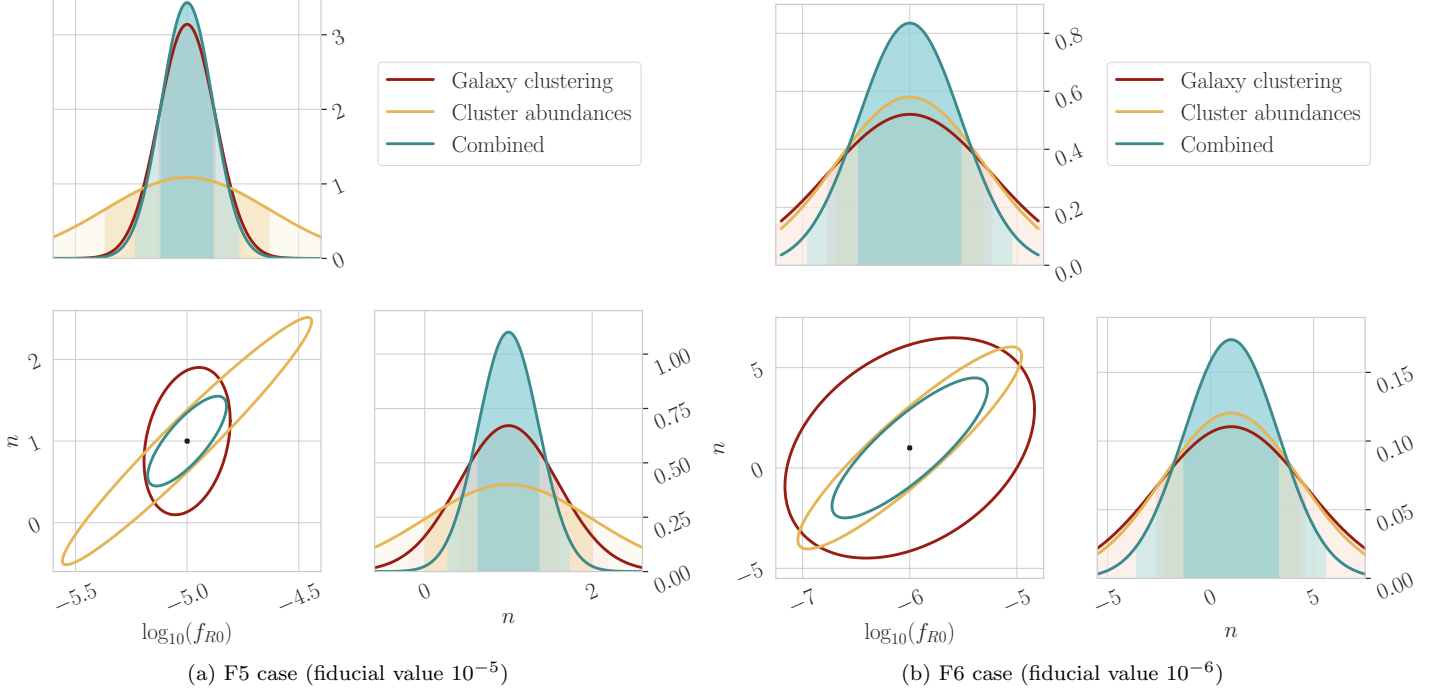 3
2
1
0
Galaxy clustering
Cluster abundances
Combined
2
1
0
n
−5.5
−5.0
−4.5
log10(fR0)
1.00
0.75
0.50
0.25
0.00
0
2
n
(a) F5 case (fiducial value 10⁻⁵)
0.8
0.6
0.4
0.2
0.0
Galaxy clustering
Cluster abundances
Combined
5
0
−5
n
−7
−6
−5
log10(fR0)
0.15
0.10
0.05
0.00
−5
0
5
n
(b) F6 case (fiducial value 10⁻⁶)